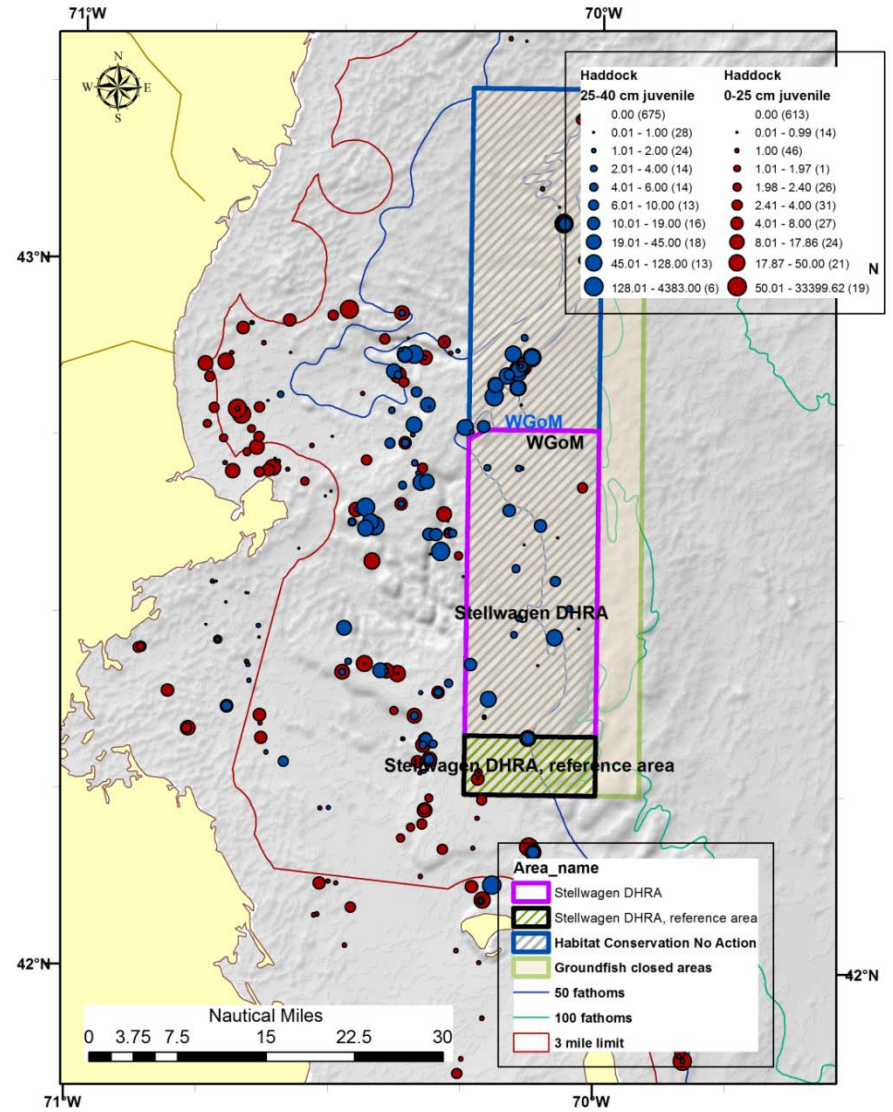 71°W
70°W
N
W
E
S
Haddock
25-40 cm juvenile
0.00 (675)
0.01 - 1.00 (28)
1.01 - 2.00 (24)
2.01 - 4.00 (14)
4.01 - 6.00 (14)
6.01 - 10.00 (13)
10.01 - 19.00 (16)
19.01 - 45.00 (18)
45.01 - 128.00 (13)
128.01 - 4383.00 (6)
Haddock
0-25 cm juvenile
0.00 (613)
0.01 - 0.99 (14)
1.00 (46)
1.01 - 1.97 (1)
1.98 - 2.40 (26)
2.41 - 4.00 (31)
4.01 - 8.00 (27)
8.01 - 17.86 (24)
17.87 - 50.00 (21)
50.01 - 33399.62 (19)
43°N
N
WGoM
WGoM
Stellwagen DHRA
Stellwagen DHRA, reference area
Area_name
Stellwagen DHRA
Stellwagen DHRA, reference area
Habitat Conservation No Action
Groundfish closed areas
50 fathoms
100 fathoms
3 mile limit
42°N
42°N
Nautical Miles
0 3.75 7.5 15 22.5 30
71°W
70°W